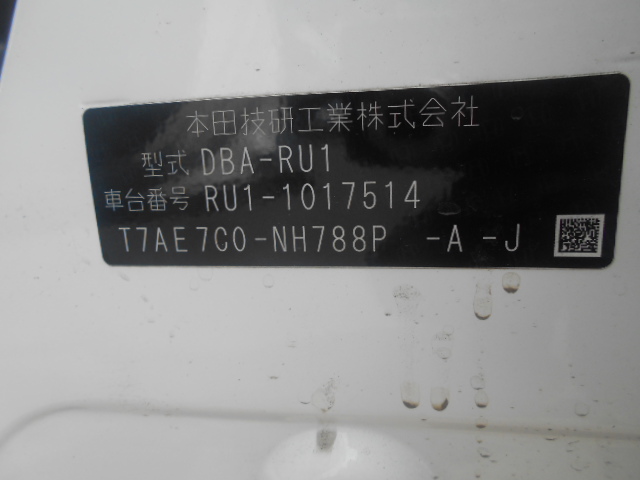 本田技研工業株式会社
型式 DBA-RU1
車台番号 RU1-1017514
T7AE7C0-NH788P -A -J